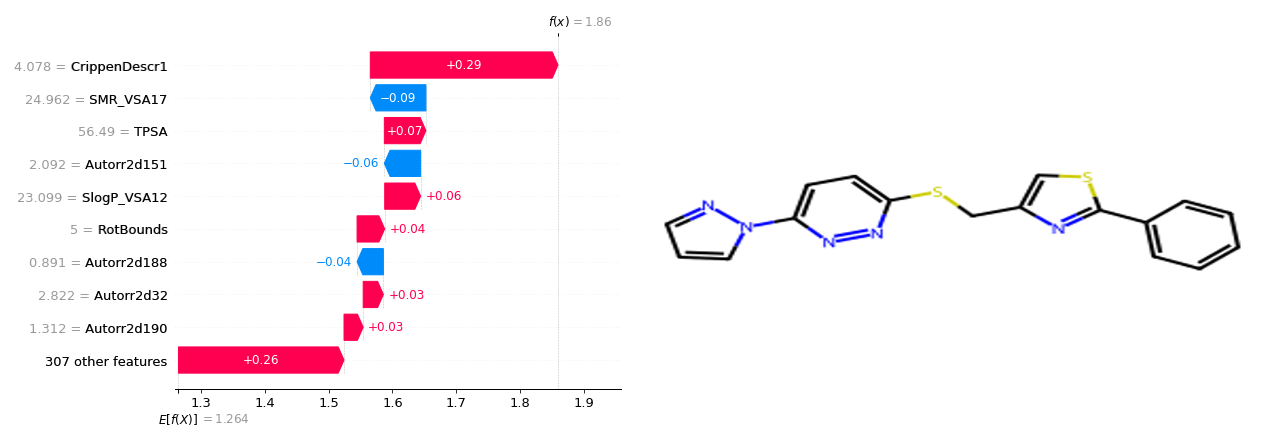 f(x) = 1.86
4.078 = CrippenDescr1 +0.29
24.962 = SMR_VSA17 −0.09
56.49 = TPSA +0.07
2.092 = Autorr2d151 −0.06
23.099 = SlogP_VSA12 +0.06
5 = RotBounds +0.04
0.891 = Autorr2d188 −0.04
2.822 = Autorr2d32 +0.03
1.312 = Autorr2d190 +0.03
307 other features +0.26
1.3 1.4 1.5 1.6 1.7 1.8 1.9
E[f(X)] = 1.264
N
N
N
N
S
N
S